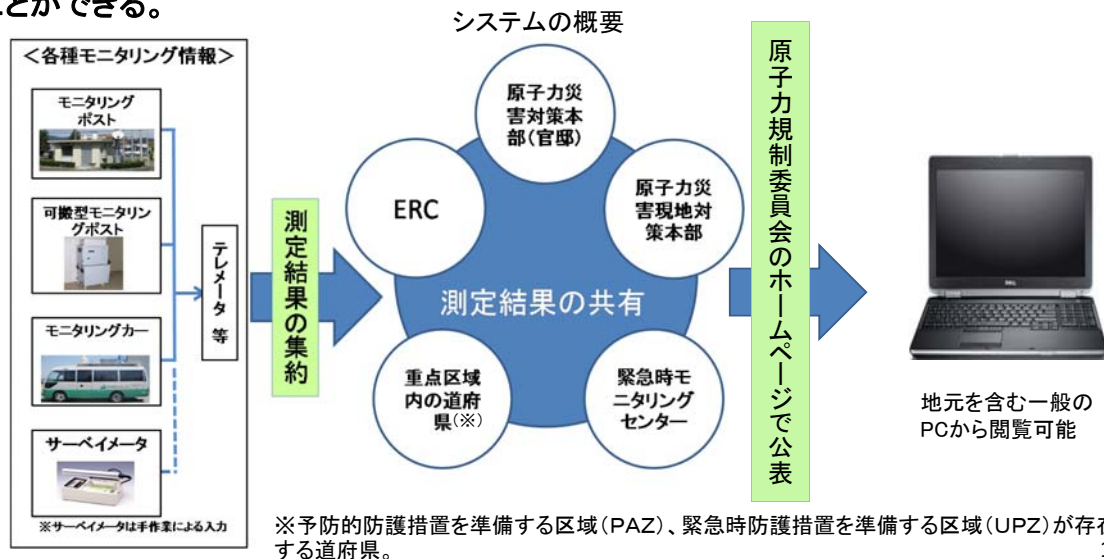 とができる。
システムの概要
＜各種モニタリング情報＞
モニタリング
ポスト
可搬型モニタリン
グポスト
モニタリングカー
サーベイメータ
※サーベイメータは手作業による入力
テレメータ等
測定結果の集約
原子力災
害対策本
部（官邸）
ERC
原子力災
害現地対
策本部
測定結果の共有
重点区域
内の道府
県（※）
緊急時モ
ニタリング
センター
原子力規制委員会のホームページで公表
DELL
地元を含む一般の
PCから閲覧可能
※予防的防護措置を準備する区域（PAZ）、緊急時防護措置を準備する区域（UPZ）が存在
する道府県。